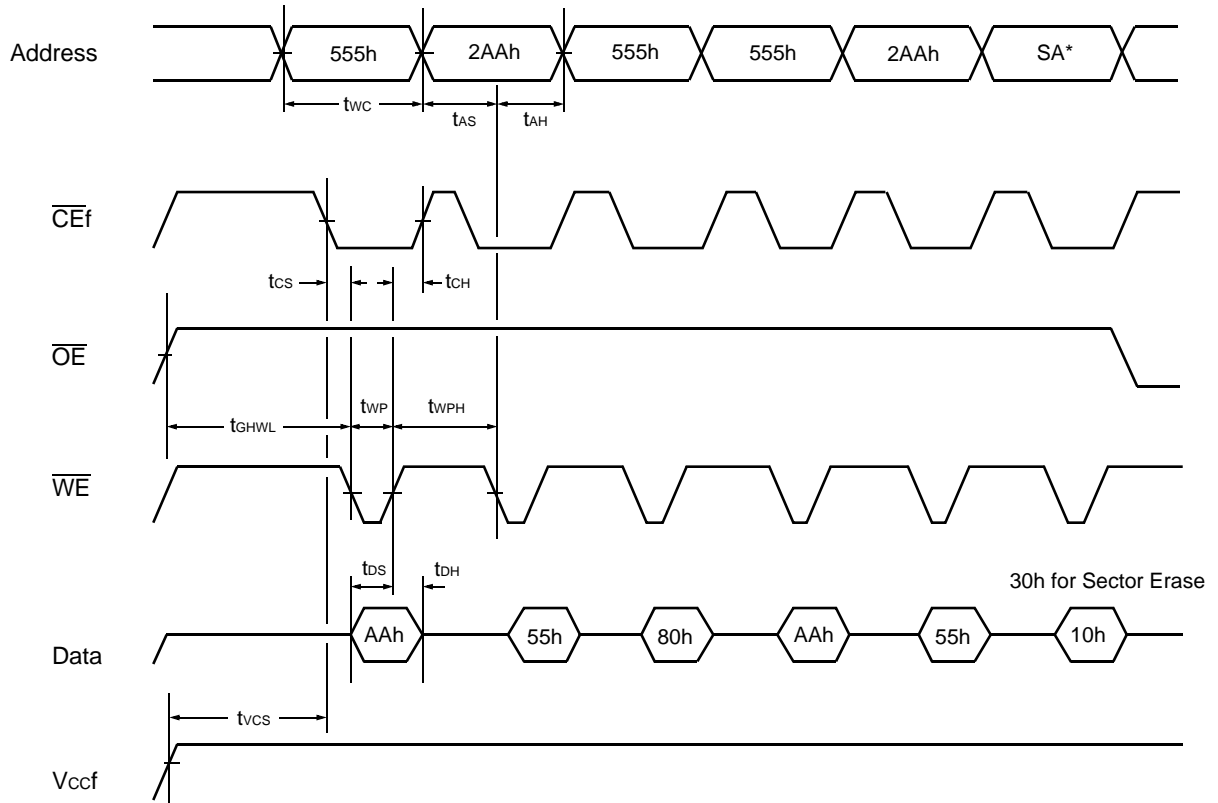 Address
555h 2AAh 555h 555h 2AAh SA*
tWC tAS tAH
CEf
tCS tCH
OE
tGHWL tWP tWPH
WE
tDS tDH
30h for Sector Erase
Data
AAh 55h 80h AAh 55h 10h
tVCS
Vccf